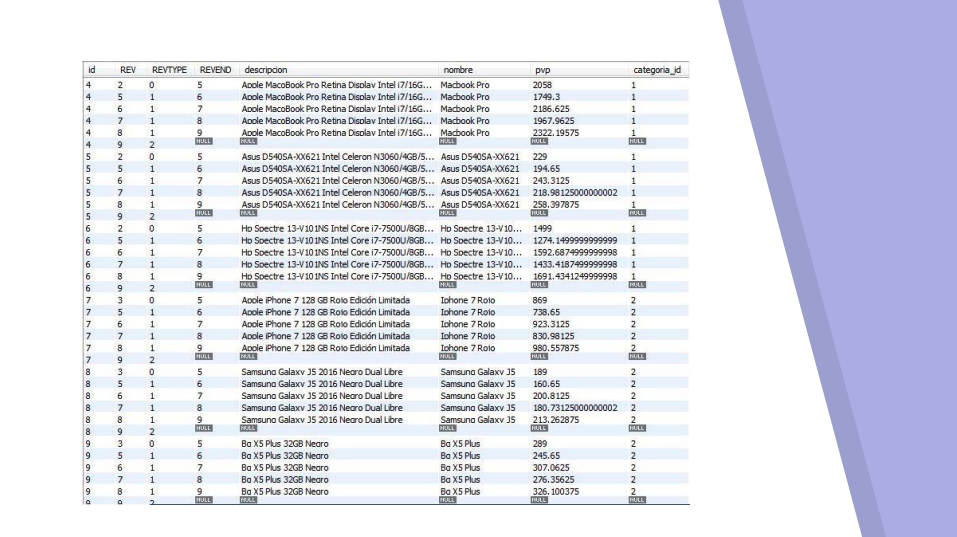 id REV REVTYPE REVEND descripcion nombre pvp categoria_id
4 2 0 5 Apple MacoBook Pro Retina Display Intel i7/16G... Macbook Pro 2058 1
4 5 1 6 Apple MacoBook Pro Retina Display Intel i7/16G... Macbook Pro 1749.3 1
4 6 1 7 Apple MacoBook Pro Retina Display Intel i7/16G... Macbook Pro 2186.625 1
4 7 1 8 Apple MacoBook Pro Retina Display Intel i7/16G... Macbook Pro 1967.9625 1
4 8 1 9 Apple MacoBook Pro Retina Display Intel i7/16G... Macbook Pro 2322.19575 1
4 9 2 NULL NULL NULL NULL NULL
5 2 0 5 Asus D540SA-XX621 Intel Celeron N3060/4GB/5... Asus D540SA-XX621 229 1
5 5 1 6 Asus D540SA-XX621 Intel Celeron N3060/4GB/5... Asus D540SA-XX621 194.65 1
5 6 1 7 Asus D540SA-XX621 Intel Celeron N3060/4GB/5... Asus D540SA-XX621 243.3125 1
5 7 1 8 Asus D540SA-XX621 Intel Celeron N3060/4GB/5... Asus D540SA-XX621 218.98125000000002 1
5 8 1 9 Asus D540SA-XX621 Intel Celeron N3060/4GB/5... Asus D540SA-XX621 258.397875 1
5 9 2 NULL NULL NULL NULL NULL
6 2 0 5 Hp Spectre 13-V101NS Intel Core i7-7500U/8GB... Hp Spectre 13-V10... 1499 1
6 5 1 6 Hp Spectre 13-V101NS Intel Core i7-7500U/8GB... Hp Spectre 13-V10... 1274.1499999999999 1
6 6 1 7 Hp Spectre 13-V101NS Intel Core i7-7500U/8GB... Hp Spectre 13-V10... 1592.6874999999998 1
6 7 1 8 Hp Spectre 13-V101NS Intel Core i7-7500U/8GB... Hp Spectre 13-V10... 1433.4187499999998 1
6 8 1 9 Hp Spectre 13-V101NS Intel Core i7-7500U/8GB... Hp Spectre 13-V10... 1691.4341249999998 1
6 9 2 NULL NULL NULL NULL NULL
7 3 0 5 Apple iPhone 7 128 GB Rojo Edición Limitada Iphone 7 Rojo 869 2
7 5 1 6 Apple iPhone 7 128 GB Rojo Edición Limitada Iphone 7 Rojo 738.65 2
7 6 1 7 Apple iPhone 7 128 GB Rojo Edición Limitada Iphone 7 Rojo 923.3125 2
7 7 1 8 Apple iPhone 7 128 GB Rojo Edición Limitada Iphone 7 Rojo 830.98125 2
7 8 1 9 Apple iPhone 7 128 GB Rojo Edición Limitada Iphone 7 Rojo 980.557875 2
7 9 2 NULL NULL NULL NULL NULL
8 3 0 5 Samsung Galaxy J5 2016 Negro Dual Libre Samsung Galaxy J5 189 2
8 5 1 6 Samsung Galaxy J5 2016 Negro Dual Libre Samsung Galaxy J5 160.65 2
8 6 1 7 Samsung Galaxy J5 2016 Negro Dual Libre Samsung Galaxy J5 200.8125 2
8 7 1 8 Samsung Galaxy J5 2016 Negro Dual Libre Samsung Galaxy J5 180.73125000000002 2
8 8 1 9 Samsung Galaxy J5 2016 Negro Dual Libre Samsung Galaxy J5 213.262875 2
8 9 2 NULL NULL NULL NULL NULL
9 3 0 5 Bq X5 Plus 32GB Negro Bq X5 Plus 289 2
9 5 1 6 Bq X5 Plus 32GB Negro Bq X5 Plus 245.65 2
9 6 1 7 Bq X5 Plus 32GB Negro Bq X5 Plus 307.0625 2
9 7 1 8 Bq X5 Plus 32GB Negro Bq X5 Plus 276.35625 2
9 8 1 9 Bq X5 Plus 32GB Negro Bq X5 Plus 326.100375 2
9 9 2 NULL NULL NULL NULL NULL